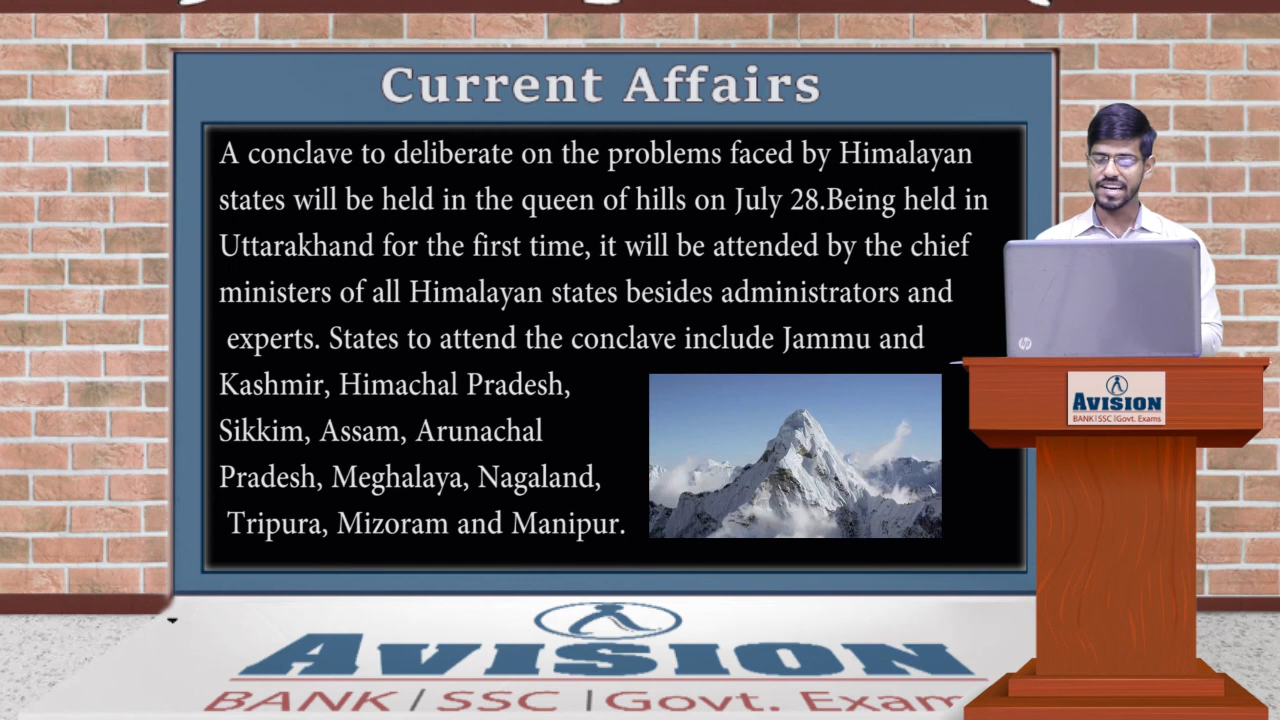 Current Affairs
A conclave to deliberate on the problems faced by Himalayan
states will be held in the queen of hills on July 28.Being held in
Uttarakhand for the first time, it will be attended by the chief
ministers of all Himalayan states besides administrators and
experts. States to attend the conclave include Jammu and
Kashmir, Himachal Pradesh,
Sikkim, Assam, Arunachal
Pradesh, Meghalaya, Nagaland,
Tripura, Mizoram and Manipur.
hp
AVISION
BANK|SSC|Govt. Exams
AVISION
BANK|SSC|Govt. Exam